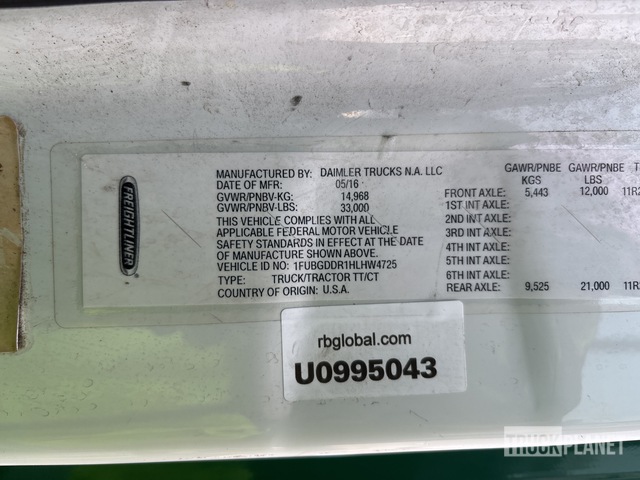 FREIGHTLINER
MANUFACTURED BY: DAIMLER TRUCKS N.A. LLC
DATE OF MFR: 05/16
GVWR/PNBV-KG: 14,968
GVWR/PNBV-LBS: 33,000
THIS VEHICLE COMPLIES WITH ALL
APPLICABLE FEDERAL MOTOR VEHICLE
SAFETY STANDARDS IN EFFECT AT THE DATE
OF MANUFACTURE SHOWN ABOVE.
VEHICLE ID NO: 1FUBGDDR1HLHW4725
TYPE: TRUCK/TRACTOR TT/CT
COUNTRY OF ORIGIN: U.S.A.
GAWR/PNBE GAWR/PNBE
KGS LBS
FRONT AXLE: 5,443 12,000 11R
1ST INT AXLE:
2ND INT AXLE:
3RD INT AXLE:
4TH INT AXLE:
5TH INT AXLE:
6TH INT AXLE:
REAR AXLE: 9,525 21,000 11R
rbglobal.com
U0995043
TRUCKPLANET